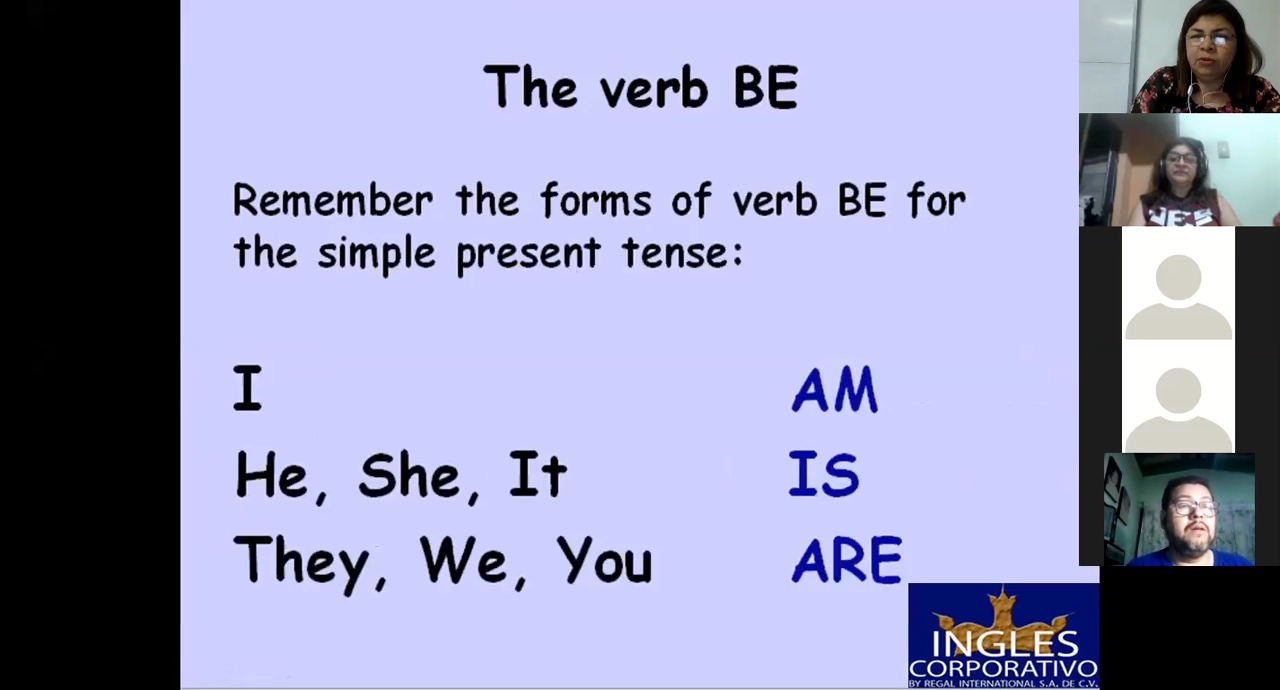 The verb BE
Remember the forms of verb BE for
the simple present tense:
I AM
He, She, It IS
They, We, You ARE
INGLES
CORPORATIVO
BY REGAL INTERNATIONAL S.A. DE C.V.